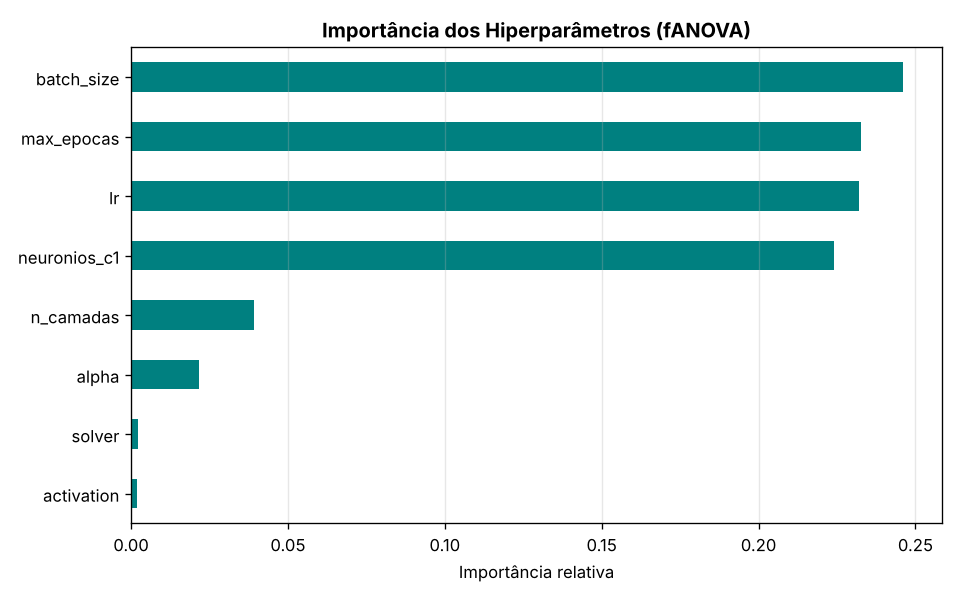 Importância dos Hiperparâmetros (fANOVA)
batch_size
max_epocas
lr
neuronios_c1
n_camadas
alpha
solver
activation
0.00 0.05 0.10 0.15 0.20 0.25
Importância relativa